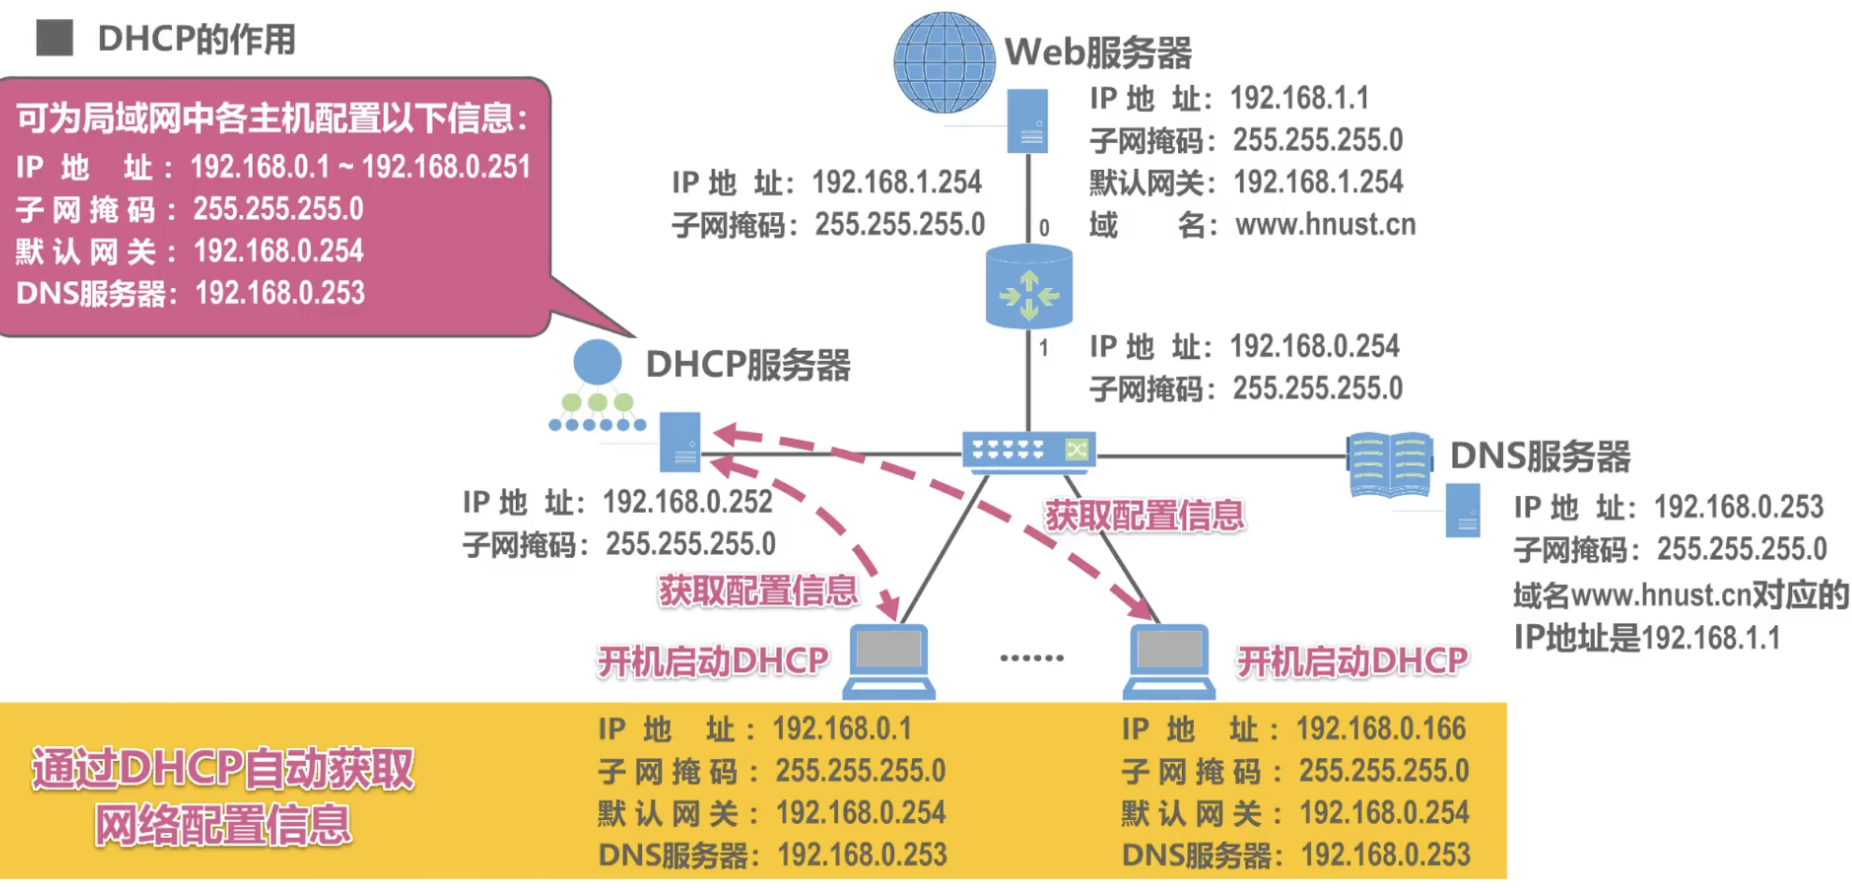 DHCP的作用
可为局域网中各主机配置以下信息：
IP 地 址：192.168.0.1 ~ 192.168.0.251
子网掩码：255.255.255.0
默认网关：192.168.0.254
DNS服务器：192.168.0.253
Web服务器
IP 地 址：192.168.1.1
子网掩码：255.255.255.0
默认网关：192.168.1.254
域 名：www.hnust.cn
IP 地 址：192.168.1.254
子网掩码：255.255.255.0
0
1
IP 地 址：192.168.0.254
子网掩码：255.255.255.0
DHCP服务器
IP 地 址：192.168.0.252
子网掩码：255.255.255.0
DNS服务器
IP 地 址：192.168.0.253
子网掩码：255.255.255.0
域名www.hnust.cn对应的
IP地址是192.168.1.1
获取配置信息
获取配置信息
开机启动DHCP
......
开机启动DHCP
通过DHCP自动获取
网络配置信息
IP 地 址：192.168.0.1
子网掩码：255.255.255.0
默认网关：192.168.0.254
DNS服务器：192.168.0.253
IP 地 址：192.168.0.166
子网掩码：255.255.255.0
默认网关：192.168.0.254
DNS服务器：192.168.0.253